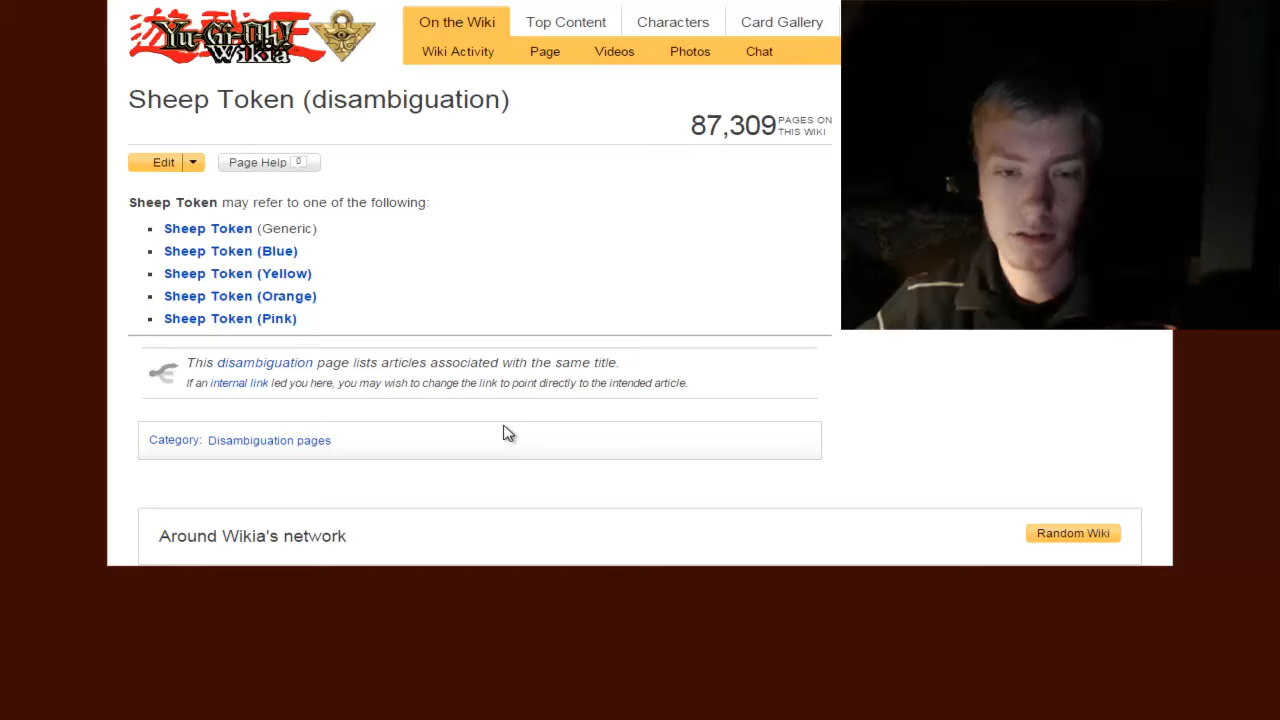 遊戯王
Yu-Gi-Oh!
Wikia
On the Wiki
Top Content
Characters
Card Gallery
Wiki Activity
Page
Videos
Photos
Chat
Sheep Token (disambiguation)
87,309 PAGES ON
THIS WIKI
Edit
Page Help 0
Sheep Token may refer to one of the following:
Sheep Token (Generic)
Sheep Token (Blue)
Sheep Token (Yellow)
Sheep Token (Orange)
Sheep Token (Pink)
This disambiguation page lists articles associated with the same title.
If an internal link led you here, you may wish to change the link to point directly to the intended article.
Category: Disambiguation pages
Around Wikia's network
Random Wiki